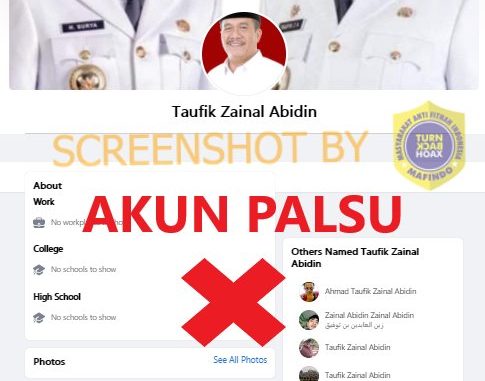 H. SURYA
Taufik Zainal Abidin
SCREENSHOT BY
MASYARAKAT ANTI FITNAH INDONESIA
TURN
BACK
HOAX
MAFINDO
AKUN PALSU
About
Work
No workpl
College
No schools to show
High School
No schools to show
Photos
See All Photos
Others Named Taufik Zainal
Abidin
Ahmad Taufik Zainal Abidin
Zainal Abidin Zainal Abidin
زين العابدين بن توفيق
Taufik Zainal Abidin
Taufik Zainal Abidin